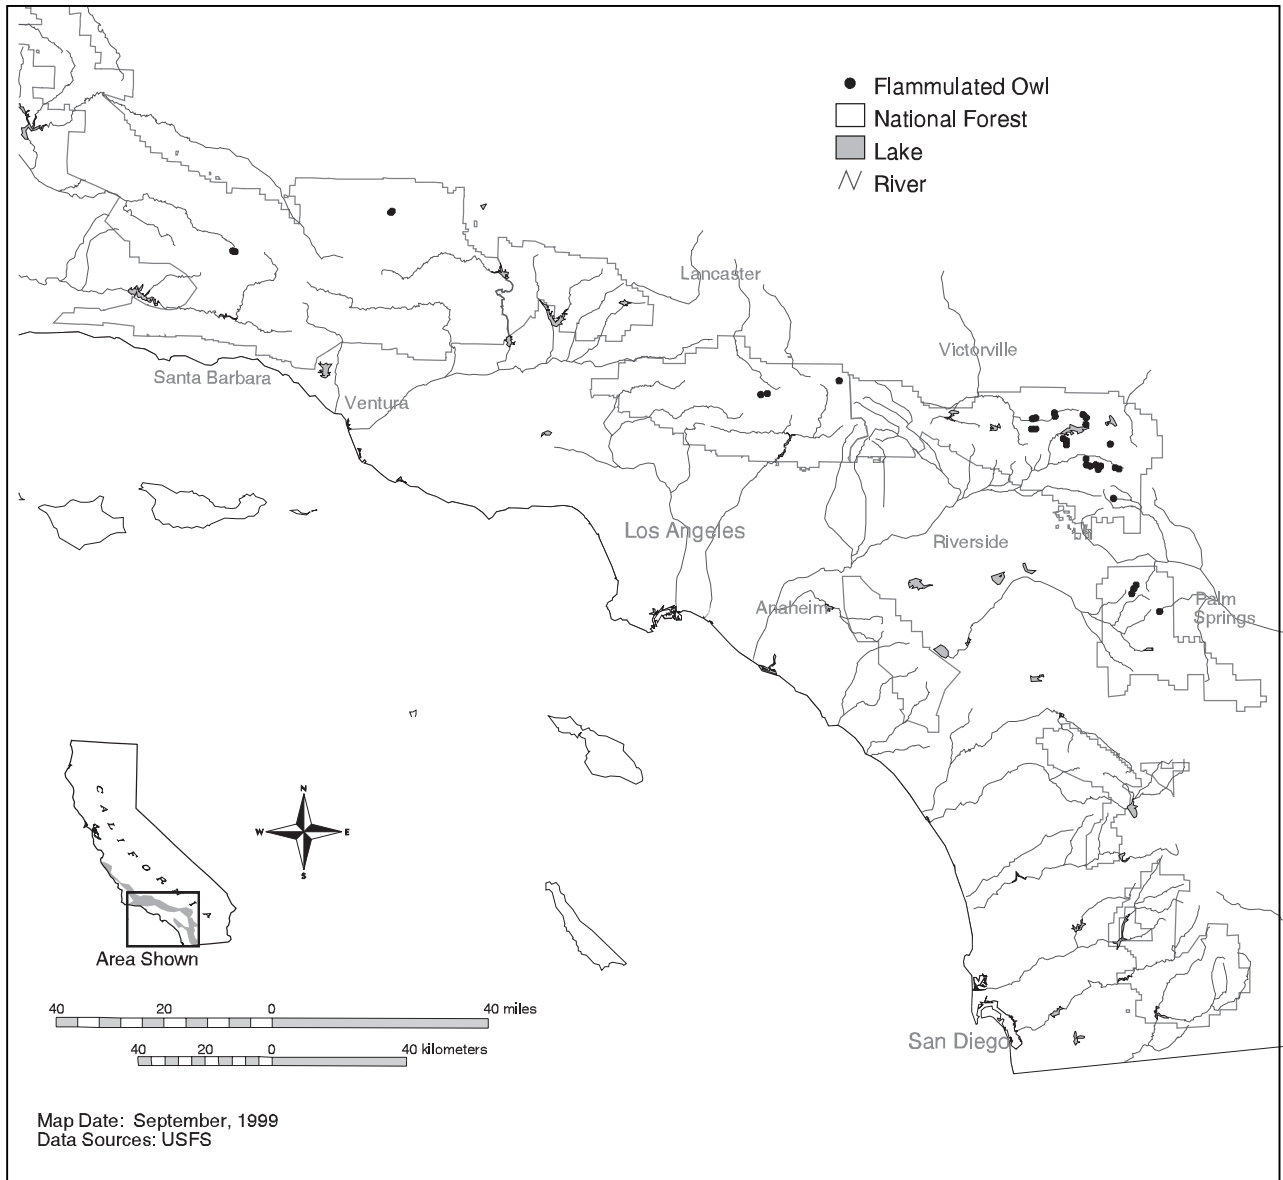 Flammulated Owl
National Forest
Lake
River
Lancaster
Victorville
Santa Barbara
Ventura
Los Angeles
Riverside
Anaheim
Palm
Springs
N
W
E
S
CALIFORNIA
Area Shown
40 20 0 40 miles
40 20 0 40 kilometers
San Diego
Map Date: September, 1999
Data Sources: USFS